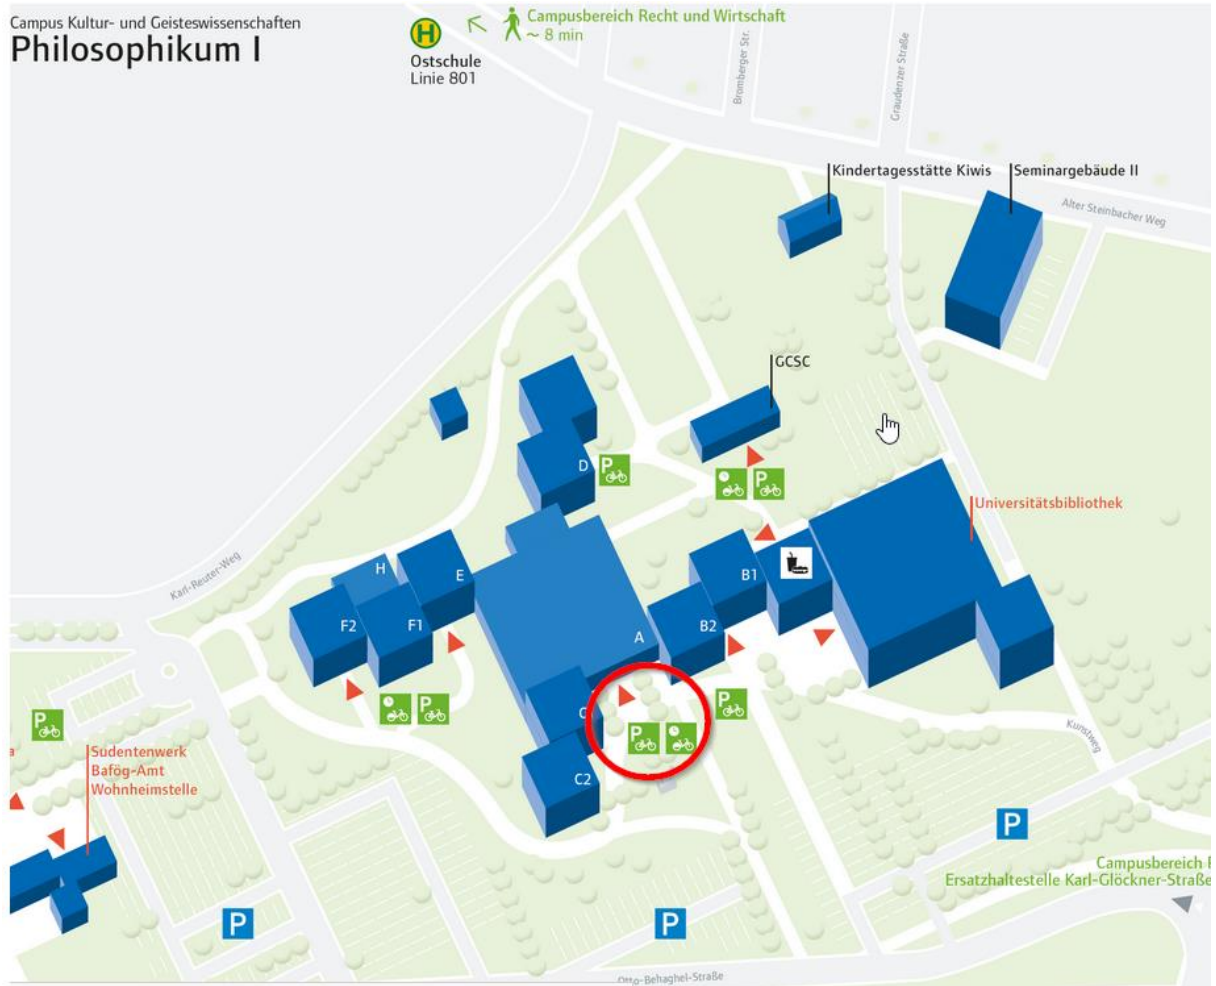 Campus Kultur- und Geisteswissenschaften
Philosophikum I
H
Ostschule
Linie 801
Campusbereich Recht und Wirtschaft
~ 8 min
Bromberger Str.
Graudenzer Straße
Kindertagesstätte Kiwis
Seminargebäude II
Alter Steinbacher Weg
GCSC
D
P
P
Universitätsbibliothek
Karl-Reuter-Weg
H
E
B1
F2
F1
A
B2
P
P
P
P
C2
Kunstweg
Sudentenwerk
Bafög-Amt
Wohnheimstelle
P
P
P
Campusbereich
Ersatzhaltestelle Karl-Glöckner-Straße
Otto-Behaghel-Straße